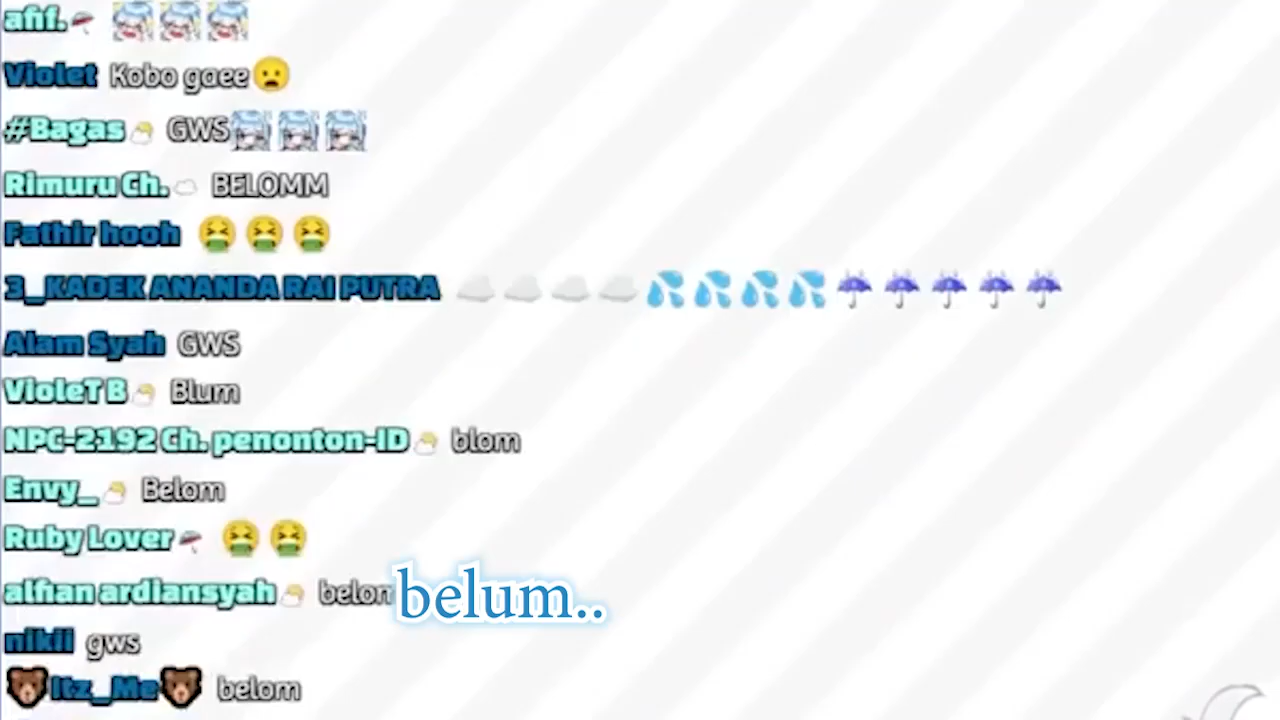 afif.
Violet Kobo gaee
#Bagas GWS
Rimuru Ch. BELOMM
Fathir hooh
3_KADEK ANANDA RAI PUTRA
Alam Syah GWS
VioleT B Blum
NPC-2192 Ch. penonton-ID blom
Envy_ Belom
Ruby Lover
alfian ardiansyah belom
belum..
nikii gws
Itz_Me belom